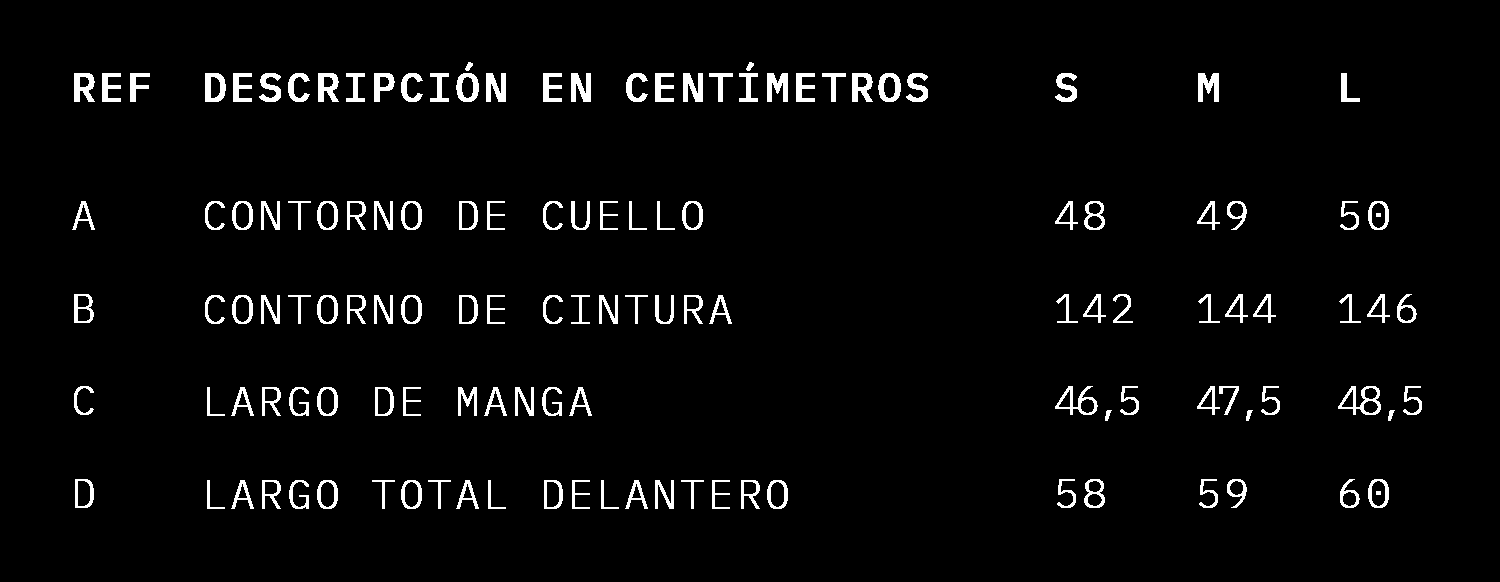 REF DESCRIPCIÓN EN CENTÍMETROS S M L
A CONTORNO DE CUELLO 48 49 50
B CONTORNO DE CINTURA 142 144 146
C LARGO DE MANGA 46,5 47,5 48,5
D LARGO TOTAL DELANTERO 58 59 60